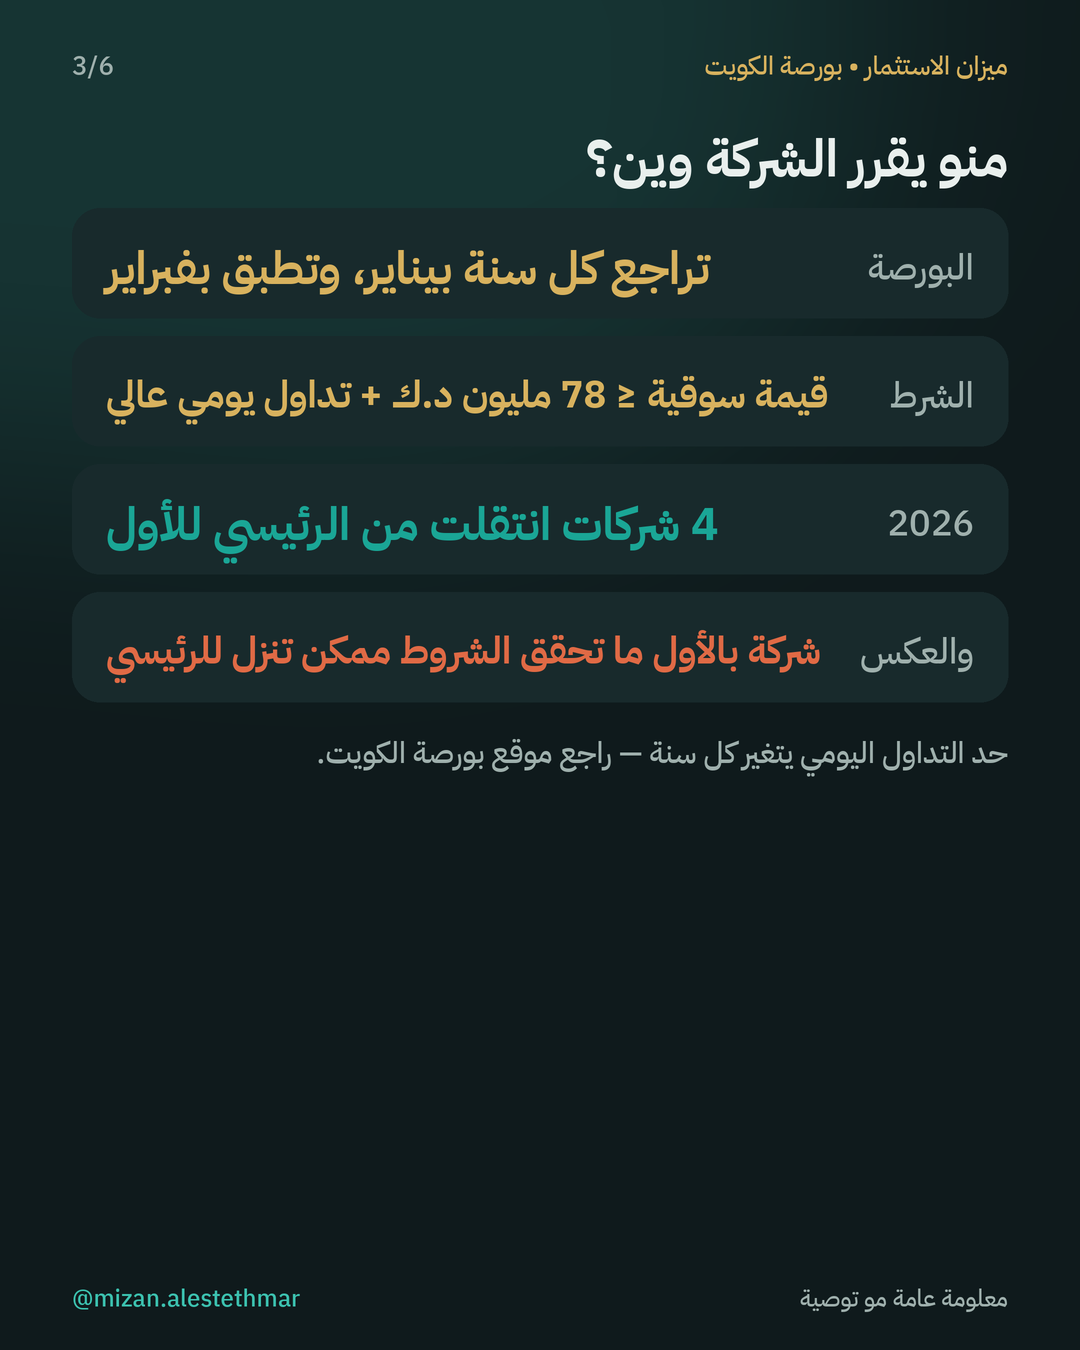 ميزان الاستثمار • بورصة الكويت
3/6
منو يقرر الشركة وين؟
البورصة
تراجع كل سنة بيناير، وتطبق بفبراير
الشرط
قيمة سوقية ≥ 78 مليون د.ك + تداول يومي عالي
2026
4 شركات انتقلت من الرئيسي للأول
والعكس
شركة بالأول ما تحقق الشروط ممكن تنزل للرئيسي
حد التداول اليومي يتغير كل سنة — راجع موقع بورصة الكويت.
معلومة عامة مو توصية
@mizan.alestethmar